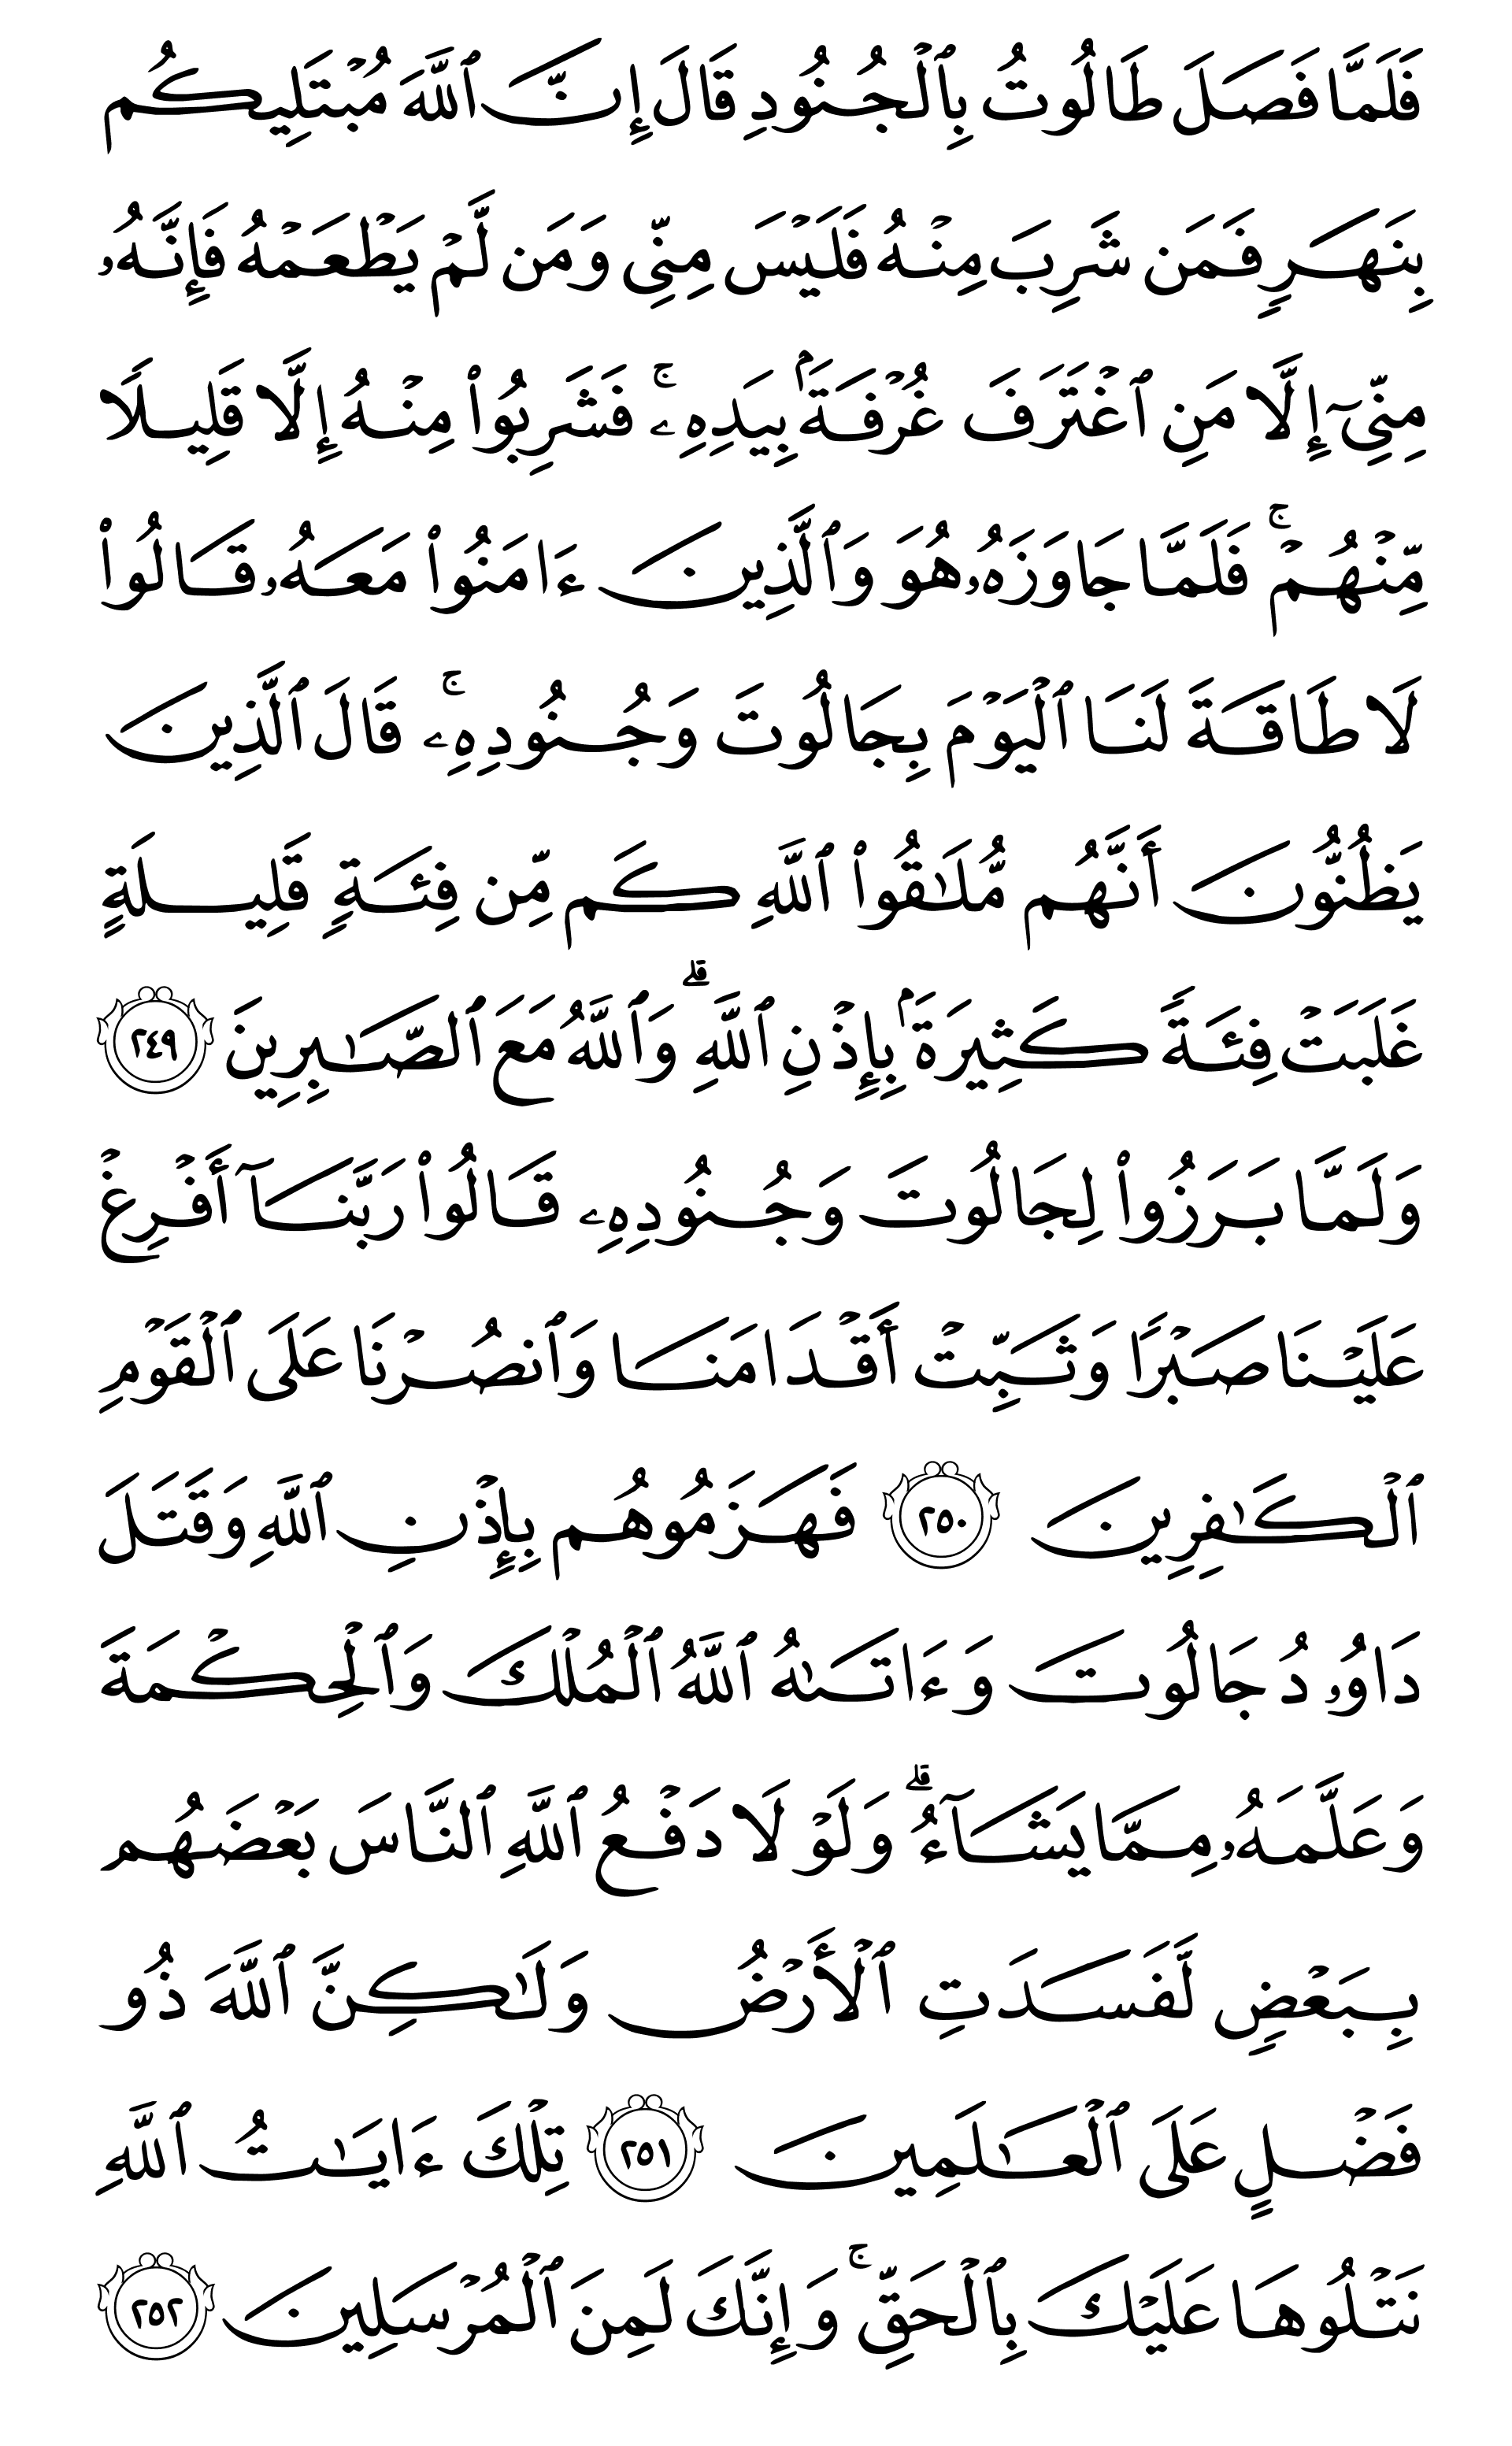 فَلَمَّا فَصَلَ طَالُوتُ بِٱلْجُنُودِ قَالَ إِنَّ ٱللَّهَ مُبْتَلِيكُم
بِنَهَرٍ فَمَن شَرِبَ مِنْهُ فَلَيْسَ مِنِّي وَمَن لَّمْ يَطْعَمْهُ فَإِنَّهُۥ
مِنِّيٓ إِلَّا مَنِ ٱغْتَرَفَ غُرْفَةَۢ بِيَدِهِۦۚ فَشَرِبُوا۟ مِنْهُ إِلَّا قَلِيلًا
مِّنْهُمْۚ فَلَمَّا جَاوَزَهُۥ هُوَ وَٱلَّذِينَ ءَامَنُوا۟ مَعَهُۥ قَالُوا۟
لَا طَاقَةَ لَنَا ٱلْيَوْمَ بِجَالُوتَ وَجُنُودِهِۦۚ قَالَ ٱلَّذِينَ
يَظُنُّونَ أَنَّهُم مُّلَٰقُوا۟ ٱللَّهِ كَم مِّن فِئَةٍ قَلِيلَةٍ
غَلَبَتْ فِئَةً كَثِيرَةَۢ بِإِذْنِ ٱللَّهِۗ وَٱللَّهُ مَعَ ٱلصَّٰبِرِينَ ٢٤٩
وَلَمَّا بَرَزُوا۟ لِجَالُوتَ وَجُنُودِهِۦ قَالُوا۟ رَبَّنَآ أَفْرِغْ
عَلَيْنَا صَبْرًا وَثَبِّتْ أَقْدَامَنَا وَٱنصُرْنَا عَلَى ٱلْقَوْمِ
ٱلْكَٰفِرِينَ ٢٥٠ فَهَزَمُوهُم بِإِذْنِ ٱللَّهِ وَقَتَلَ
دَاوُۥدُ جَالُوتَ وَءَاتَىٰهُ ٱللَّهُ ٱلْمُلْكَ وَٱلْحِكْمَةَ
وَعَلَّمَهُۥ مِمَّا يَشَآءُۗ وَلَوْلَا دَفْعُ ٱللَّهِ ٱلنَّاسَ بَعْضَهُم
بِبَعْضٍ لَّفَسَدَتِ ٱلْأَرْضُ وَلَٰكِنَّ ٱللَّهَ ذُو
فَضْلٍ عَلَى ٱلْعَٰلَمِينَ ٢٥١ تِلْكَ ءَايَٰتُ ٱللَّهِ
نَتْلُوهَا عَلَيْكَ بِٱلْحَقِّۚ وَإِنَّكَ لَمِنَ ٱلْمُرْسَلِينَ ٢٥٢